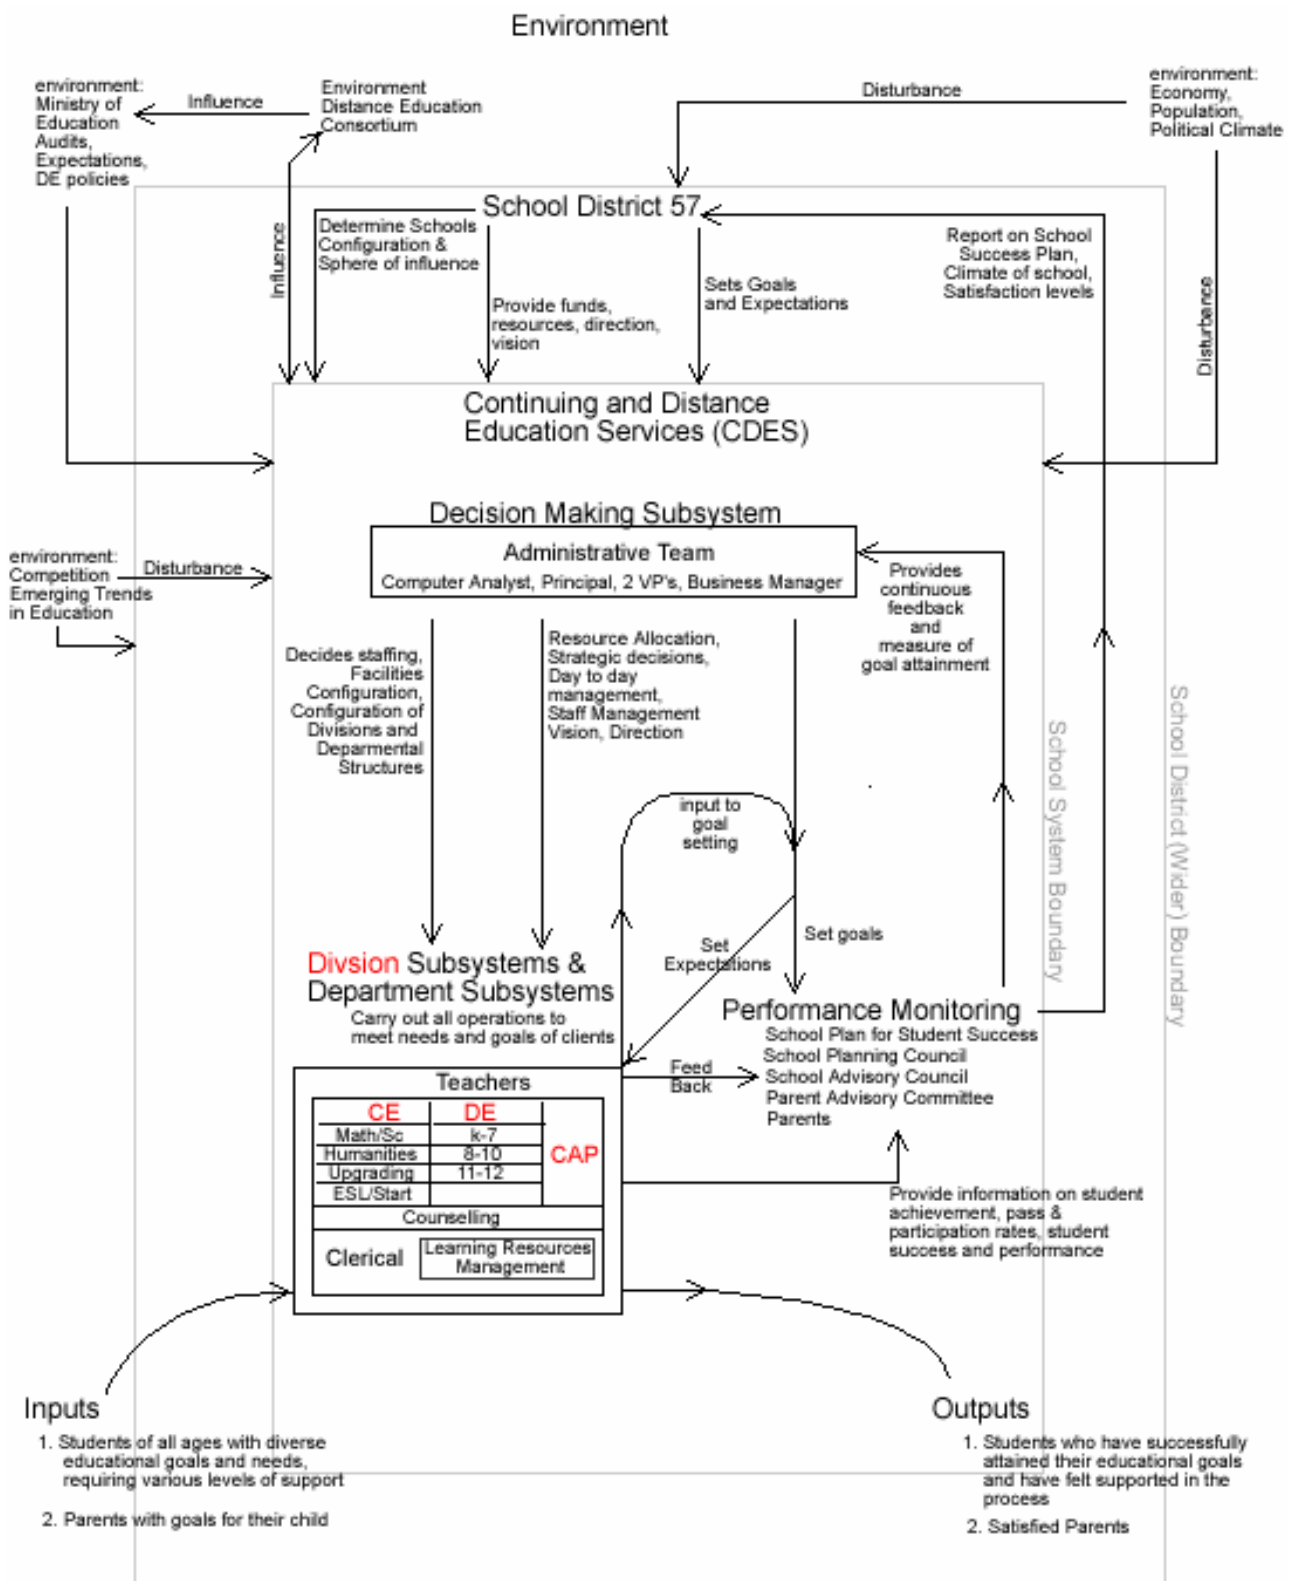 Environment
environment:
Ministry of
Education
Audits,
Expectations,
DE policies
Influence
Environment
Distance Education
Consortium
Disturbance
environment:
Economy,
Population,
Political Climate
School District 57
Determine Schools
Configuration &
Sphere of influence
Influence
Provide funds,
resources, direction,
vision
Sets Goals
and Expectations
Report on School
Success Plan,
Climate of school,
Satisfaction levels
Disturbance
Continuing and Distance
Education Services (CDES)
Decision Making Subsystem
Administrative Team
Computer Analyst, Principal, 2 VP's, Business Manager
environment:
Competition
Emerging Trends
in Education
Disturbance
Provides
continuous
feedback
and
measure of
goal attainment
Decides staffing,
Facilities
Configuration,
Configuration of
Divisions and
Deparmental
Structures
Resource Allocation,
Strategic decisions,
Day to day
management,
Staff Management
Vision, Direction
School System Boundary
School District (Wider) Boundary
input to
goal
setting
Set
Expectations
Set goals
Divsion Subsystems &
Department Subsystems
Carry out all operations to
meet needs and goals of clients
Performance Monitoring
School Plan for Student Success
School Planning Council
School Advisory Council
Parent Advisory Committee
Parents
Feed
Back
Teachers
CE DE
CAP
Math/Sc k-7
Humanities 8-10
Upgrading 11-12
ESL/Start
Counselling
Clerical
Learning Resources
Management
Provide information on student
achievement, pass &
participation rates, student
success and performance
Inputs
1. Students of all ages with diverse
educational goals and needs,
requiring various levels of support
2. Parents with goals for their child
Outputs
1. Students who have successfully
attained their educational goals
and have felt supported in the
process
2. Satisfied Parents